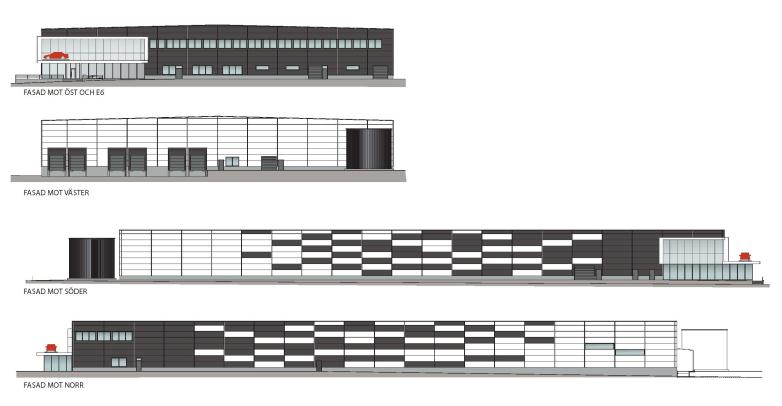 FASAD MOT ÖST OCH E6
FASAD MOT VÄSTER
FASAD MOT SÖDER
FASAD MOT NORR